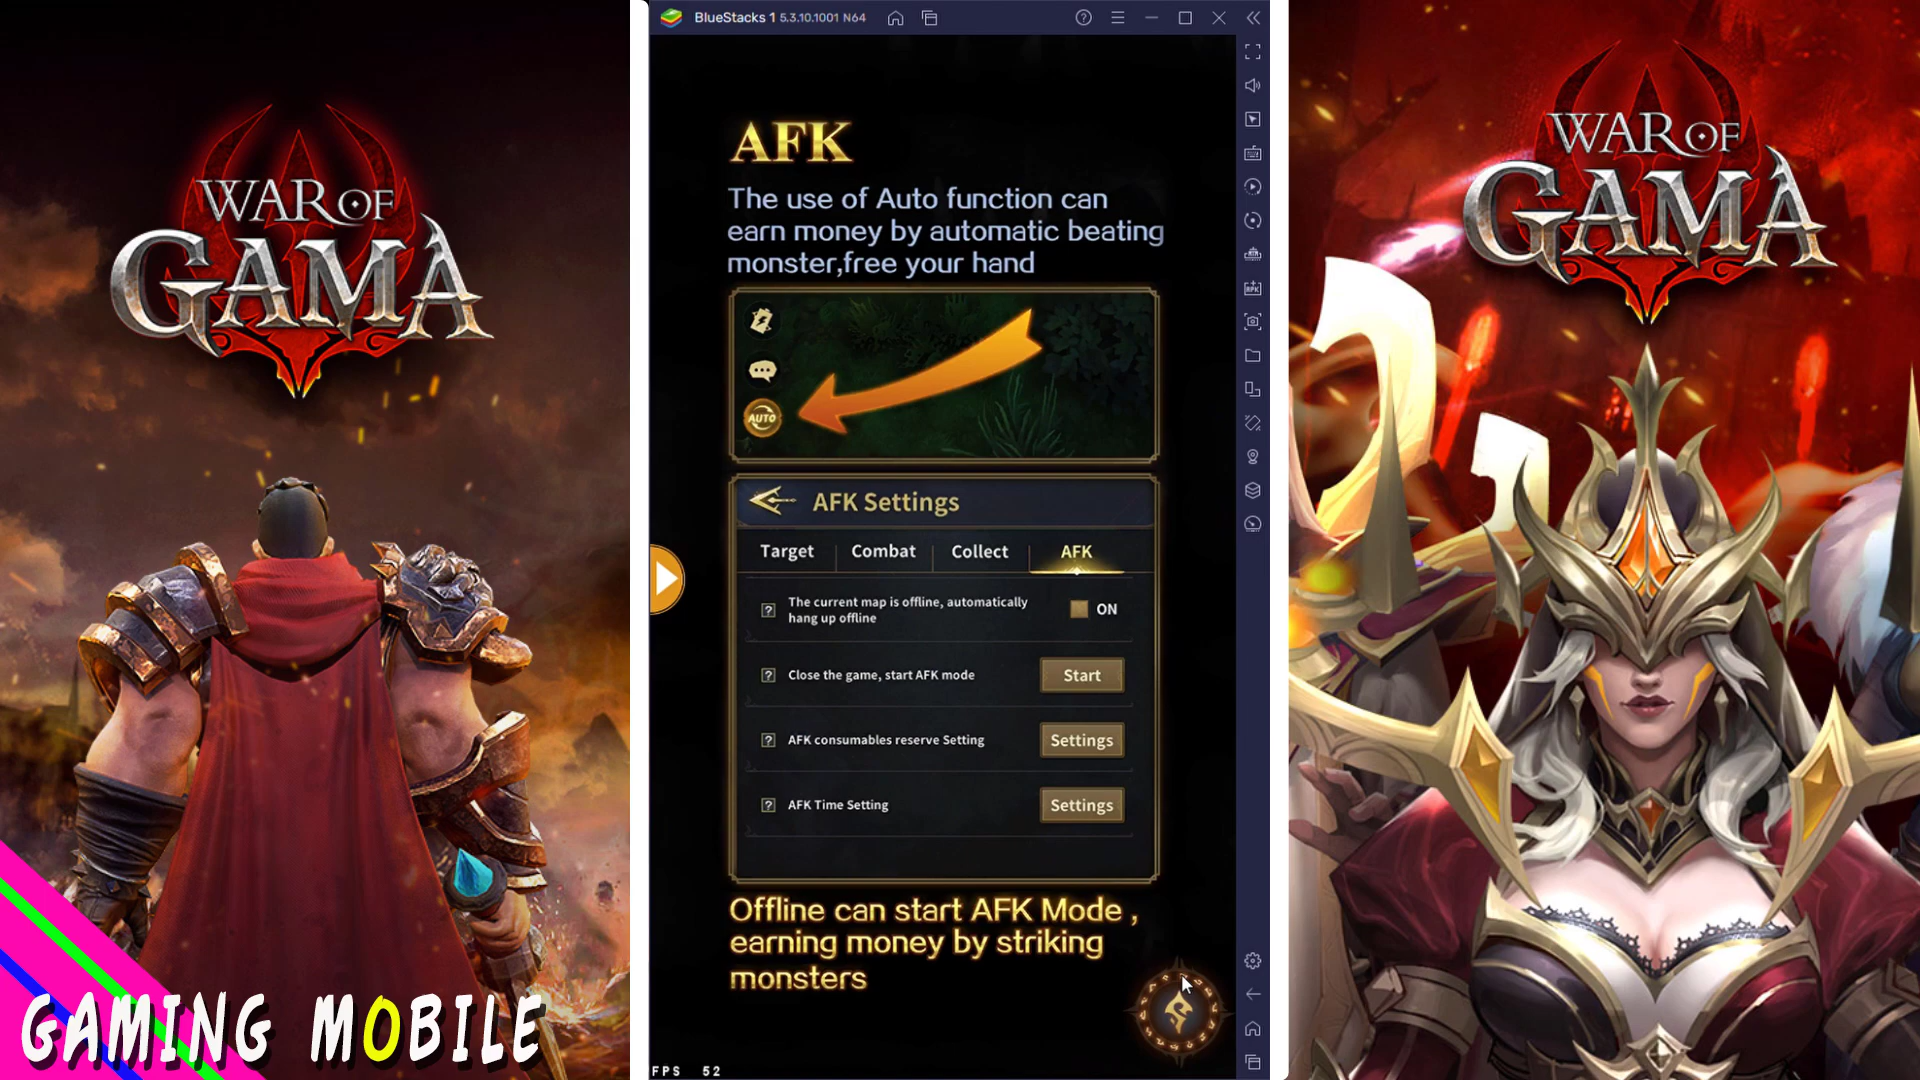 WAR OF
GAMA
GAMING MOBILE
BlueStacks 1 5.3.10.1001 N64
AFK
The use of Auto function can
earn money by automatic beating
monster,free your hand
AUTO
AFK Settings
Target
Combat
Collect
AFK
The current map is offline, automatically
hang up offline
ON
Close the game, start AFK mode
Start
AFK consumables reserve Setting
Settings
AFK Time Setting
Settings
Offline can start AFK Mode ,
earning money by striking
monsters
FPS 52
WAR OF
GAMA